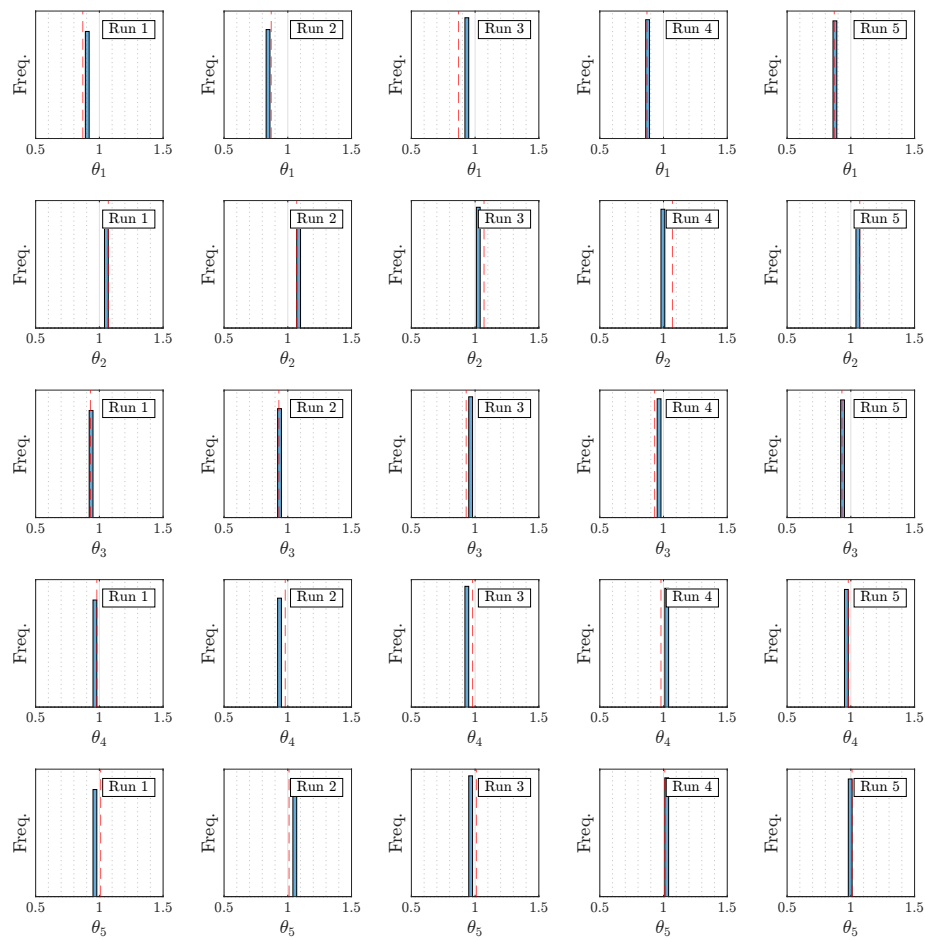 Freq. Run 1 Freq. Run 2 Freq. Run 3 Freq. Run 4 Freq. Run 5
0.5 1 1.5 0.5 1 1.5 0.5 1 1.5 0.5 1 1.5 0.5 1 1.5
θ₁ θ₁ θ₁ θ₁ θ₁
Freq. Run 1 Freq. Run 2 Freq. Run 3 Freq. Run 4 Freq. Run 5
0.5 1 1.5 0.5 1 1.5 0.5 1 1.5 0.5 1 1.5 0.5 1 1.5
θ₂ θ₂ θ₂ θ₂ θ₂
Freq. Run 1 Freq. Run 2 Freq. Run 3 Freq. Run 4 Freq. Run 5
0.5 1 1.5 0.5 1 1.5 0.5 1 1.5 0.5 1 1.5 0.5 1 1.5
θ₃ θ₃ θ₃ θ₃ θ₃
Freq. Run 1 Freq. Run 2 Freq. Run 3 Freq. Run 4 Freq. Run 5
0.5 1 1.5 0.5 1 1.5 0.5 1 1.5 0.5 1 1.5 0.5 1 1.5
θ₄ θ₄ θ₄ θ₄ θ₄
Freq. Run 1 Freq. Run 2 Freq. Run 3 Freq. Run 4 Freq. Run 5
0.5 1 1.5 0.5 1 1.5 0.5 1 1.5 0.5 1 1.5 0.5 1 1.5
θ₅ θ₅ θ₅ θ₅ θ₅